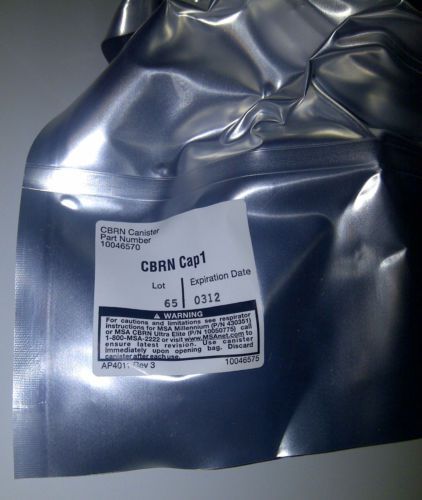 CBRN Canister
Part Number
10046570
CBRN Cap1
Lot Expiration Date
65 0312
⚠ WARNING
For cautions and limitations see respirator
instructions for MSA Millennium (P/N 430351)
or MSA CBRN Ultra Elite (P/N 10050775) call
1-800-MSA-2222 or visit www.MSAnet.com to
ensure latest revision. Use canister
immediately upon opening bag. Discard
canister after each use.
AP4011 Rev 3 10046575